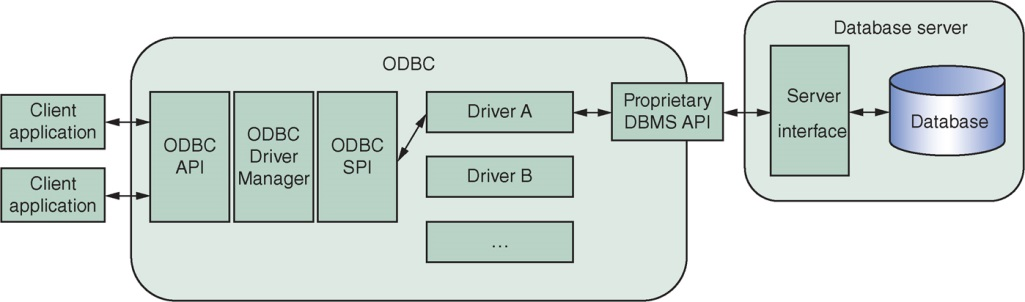 Database server
ODBC
Client
application
Client
application
ODBC
API
ODBC
Driver
Manager
ODBC
SPI
Driver A
Driver B
...
Proprietary
DBMS API
Server
interface
Database